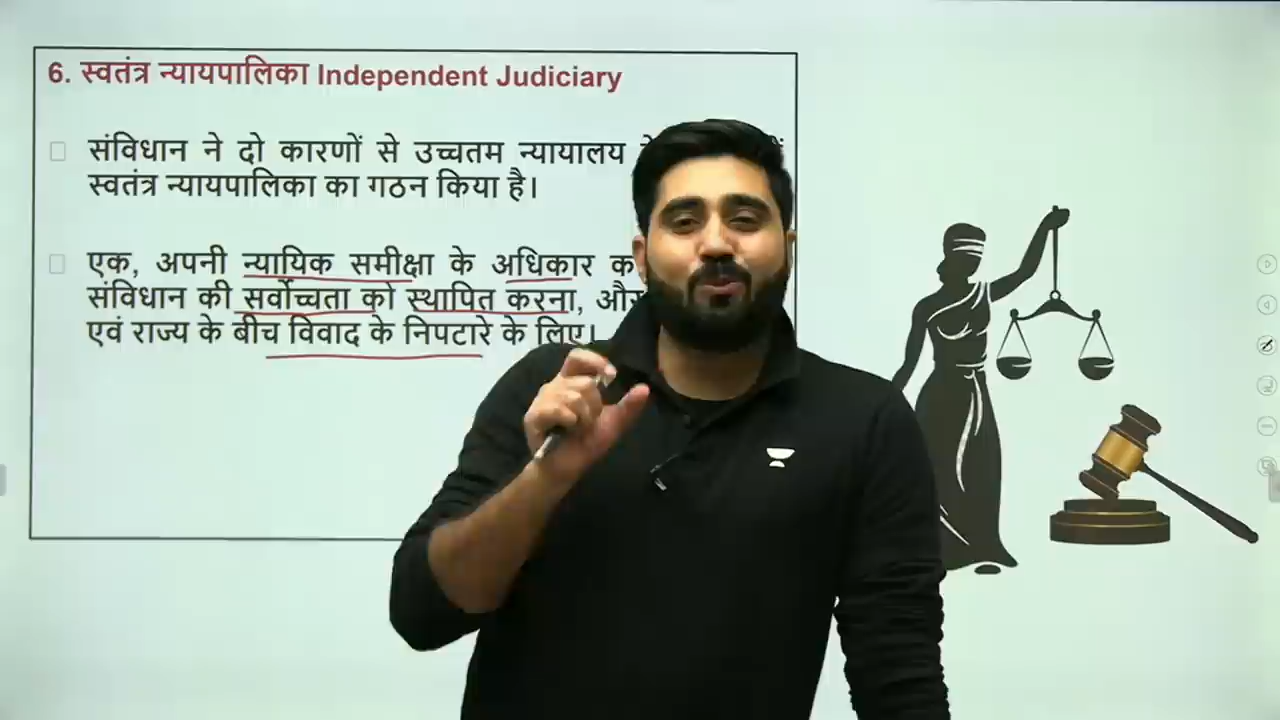 6. स्वतंत्र न्यायपालिका Independent Judiciary
संविधान ने दो कारणों से उच्चतम न्यायालय
स्वतंत्र न्यायपालिका का गठन किया है।
एक, अपनी न्यायिक समीक्षा के अधिकार
संविधान की सर्वोच्चता को स्थापित करना, और
एवं राज्य के बीच विवाद के निपटारे के लिए।